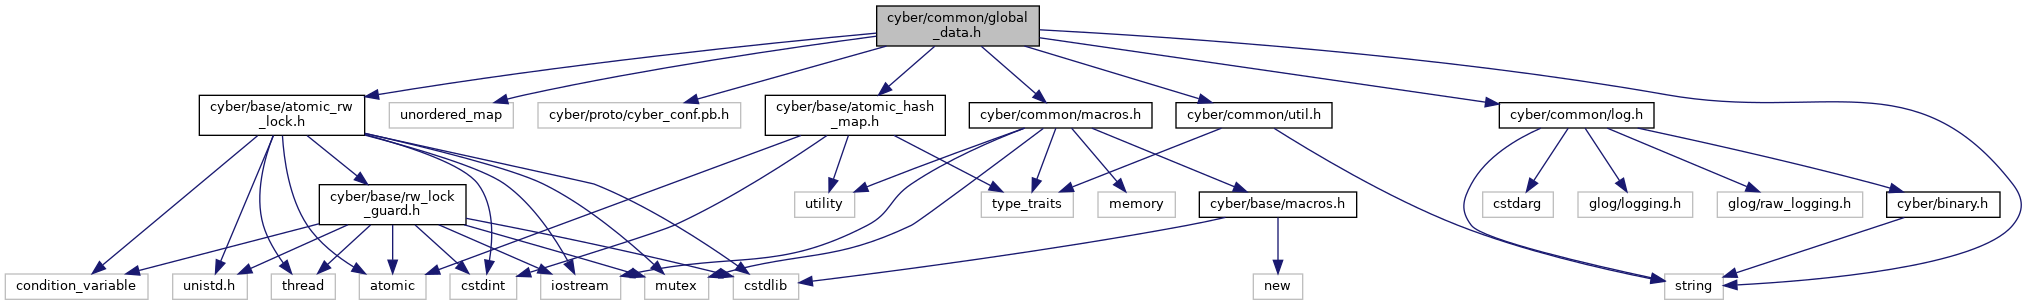 cyber/common/global
_data.h
cyber/base/atomic_rw
_lock.h
unordered_map
cyber/proto/cyber_conf.pb.h
cyber/base/atomic_hash
_map.h
cyber/common/macros.h
cyber/common/util.h
cyber/common/log.h
cyber/base/rw_lock
_guard.h
utility
type_traits
memory
cyber/base/macros.h
cstdarg
glog/logging.h
glog/raw_logging.h
cyber/binary.h
condition_variable
unistd.h
thread
atomic
cstdint
iostream
mutex
cstdlib
new
string